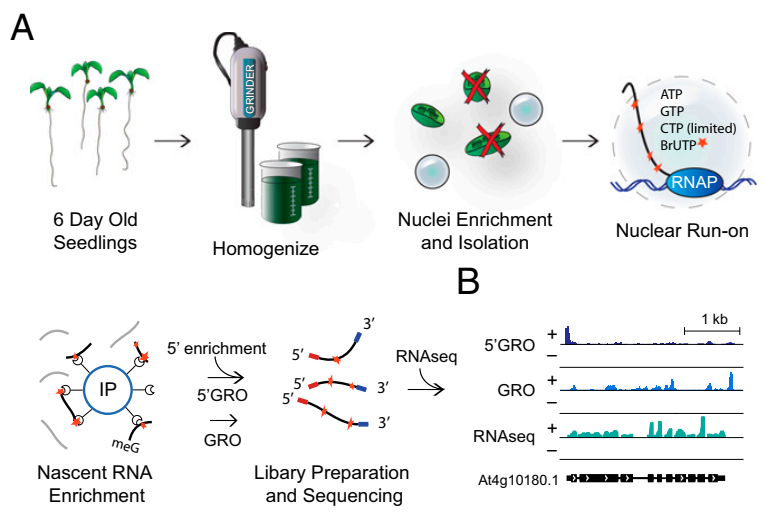 A
GRINDER
ATP
GTP
CTP (limited)
BrUTP
RNAP
6 Day Old
Seedlings
Homogenize
Nuclei Enrichment
and Isolation
Nuclear Run-on
IP
meG
Nascent RNA
Enrichment
5′ enrichment
5′GRO
GRO
5′
3′
5′
3′
5′
3′
RNAseq
Libary Preparation
and Sequencing
B
1 kb
5′GRO
+
−
GRO
+
−
RNAseq
+
−
At4g10180.1